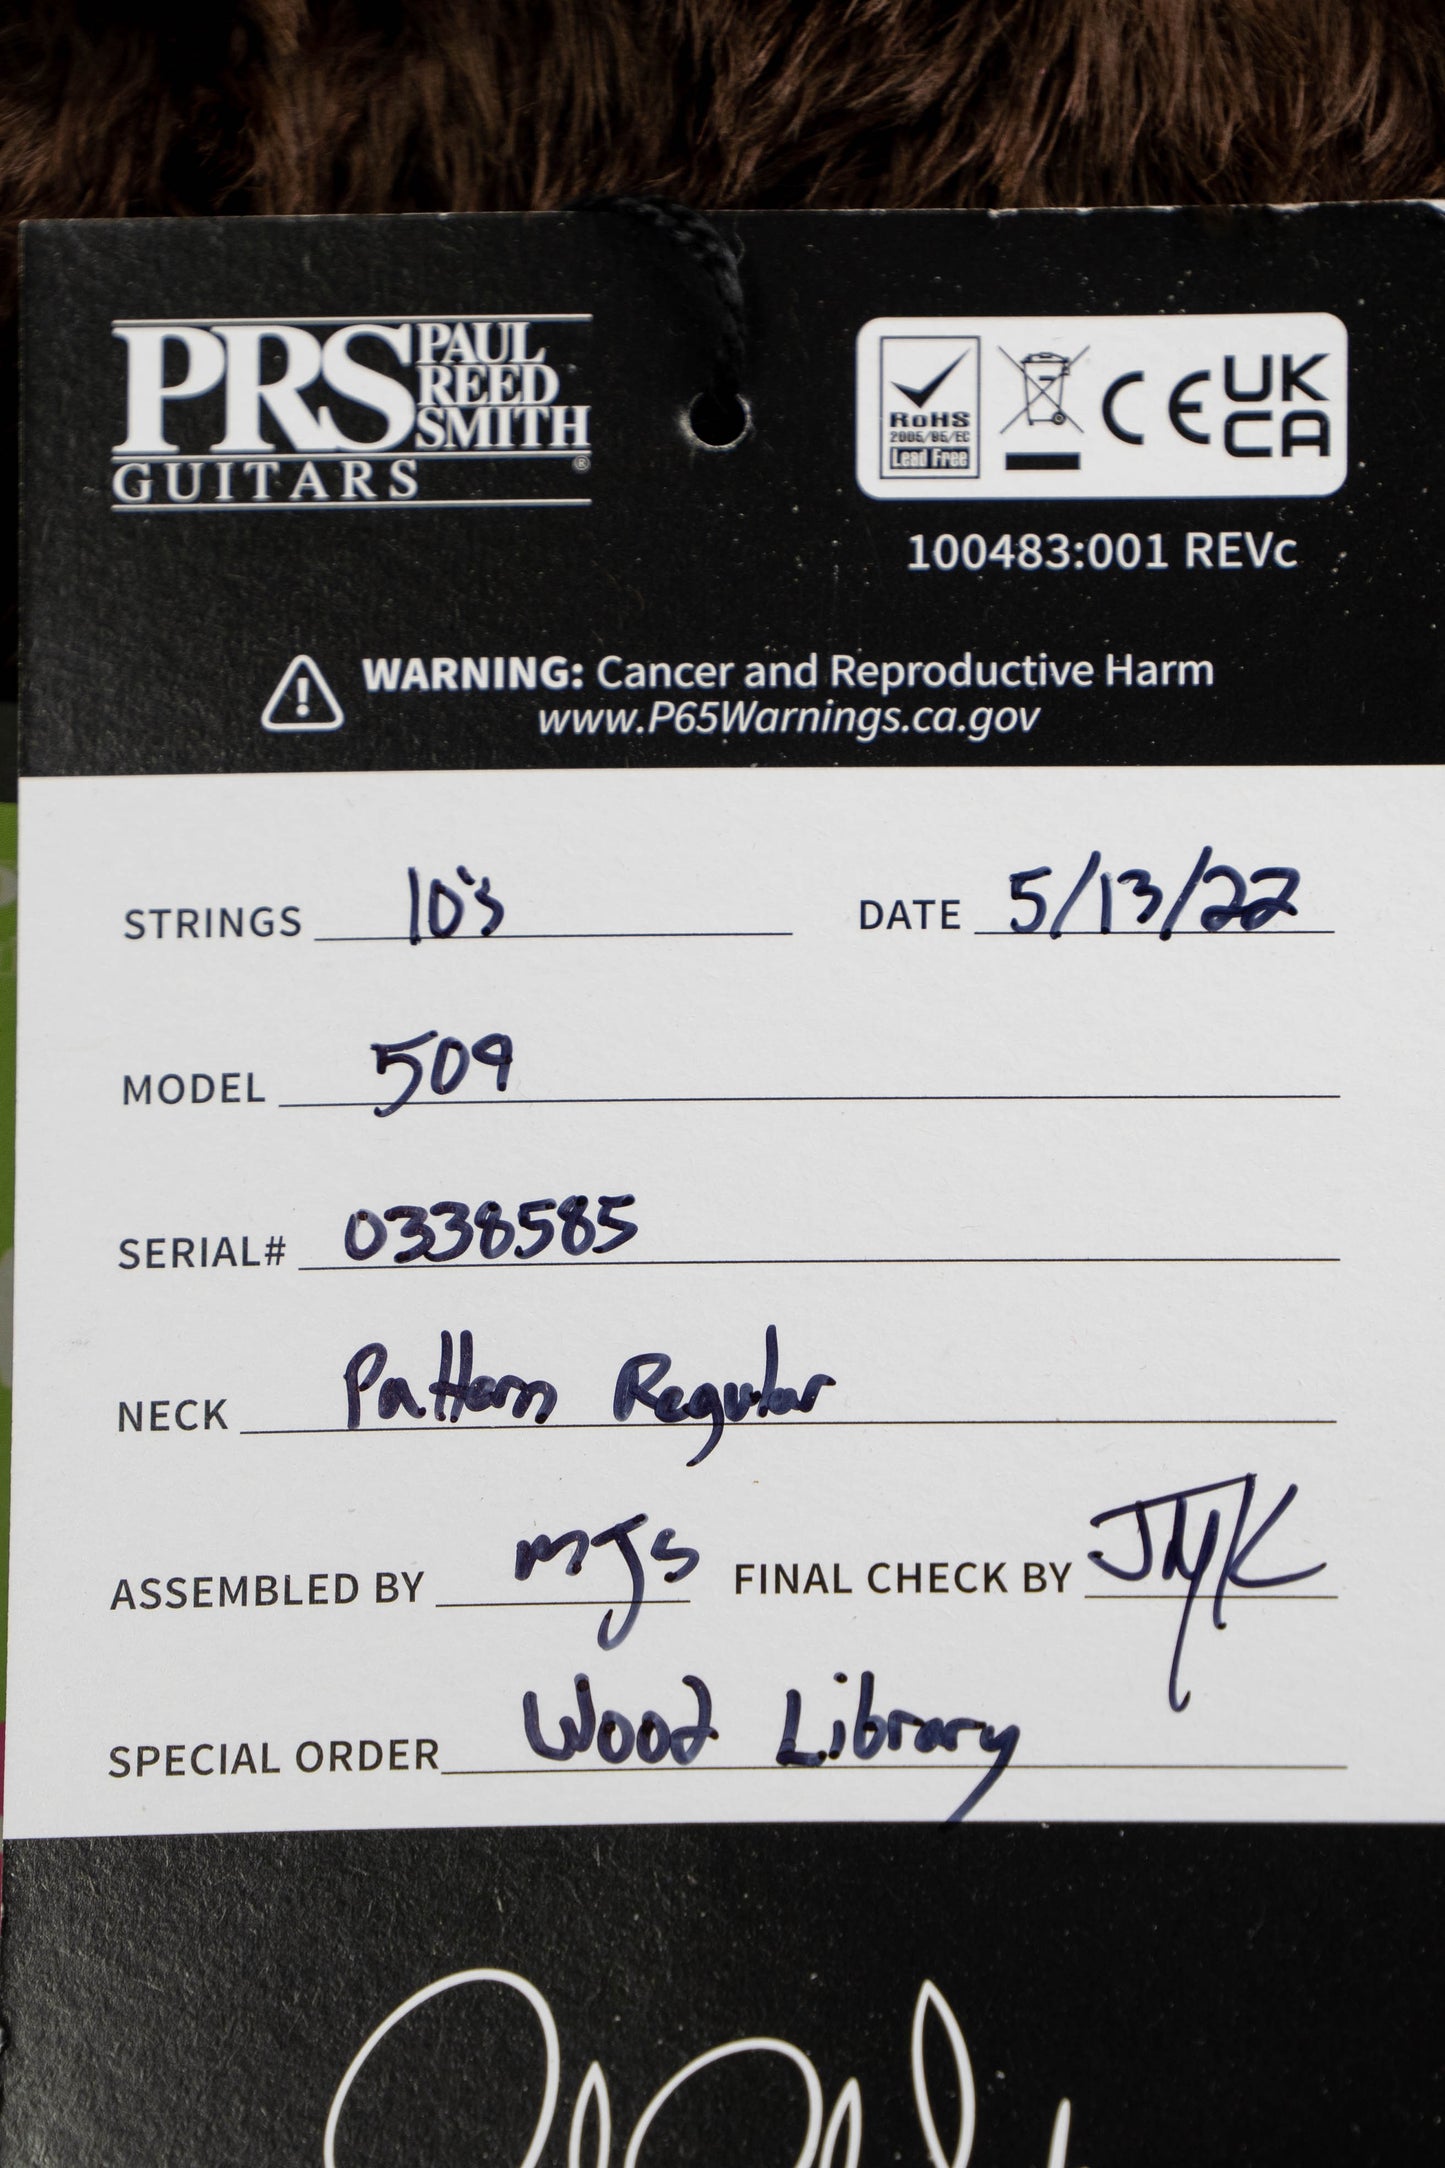 PRS PAUL
REED
SMITH
GUITARS ®
RoHS
2005/95/EC
Lead Free
CE UK
CA
100483:001 REVc
WARNING: Cancer and Reproductive Harm
www.P65Warnings.ca.gov
STRINGS 10's DATE 5/13/22
MODEL 509
SERIAL# 0338585
NECK Pattern Regular
ASSEMBLED BY MJS FINAL CHECK BY JMK
SPECIAL ORDER Wood Library